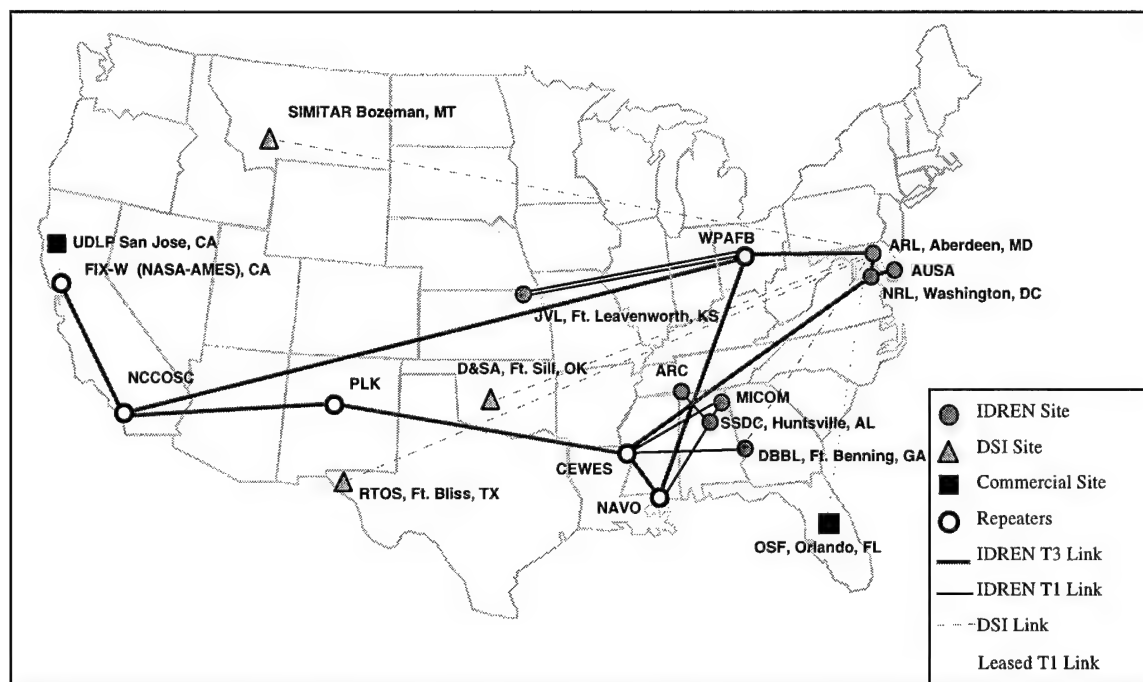 SIMITAR Bozeman, MT
UDLP San Jose, CA
FIX-W (NASA-AMES), CA
WPAFB
ARL, Aberdeen, MD
AUSA
NRL, Washington, DC
JVL, Ft. Leavenworth, KS
NCCOSC
PLK
D&SA, Ft. Sill, OK
ARC
MICOM
SSDC, Huntsville, AL
CEWES
DBBL, Ft. Benning, GA
RTOS, Ft. Bliss, TX
NAVO
OSF, Orlando, FL
IDREN Site
DSI Site
Commercial Site
Repeaters
IDREN T3 Link
IDREN T1 Link
DSI Link
Leased T1 Link